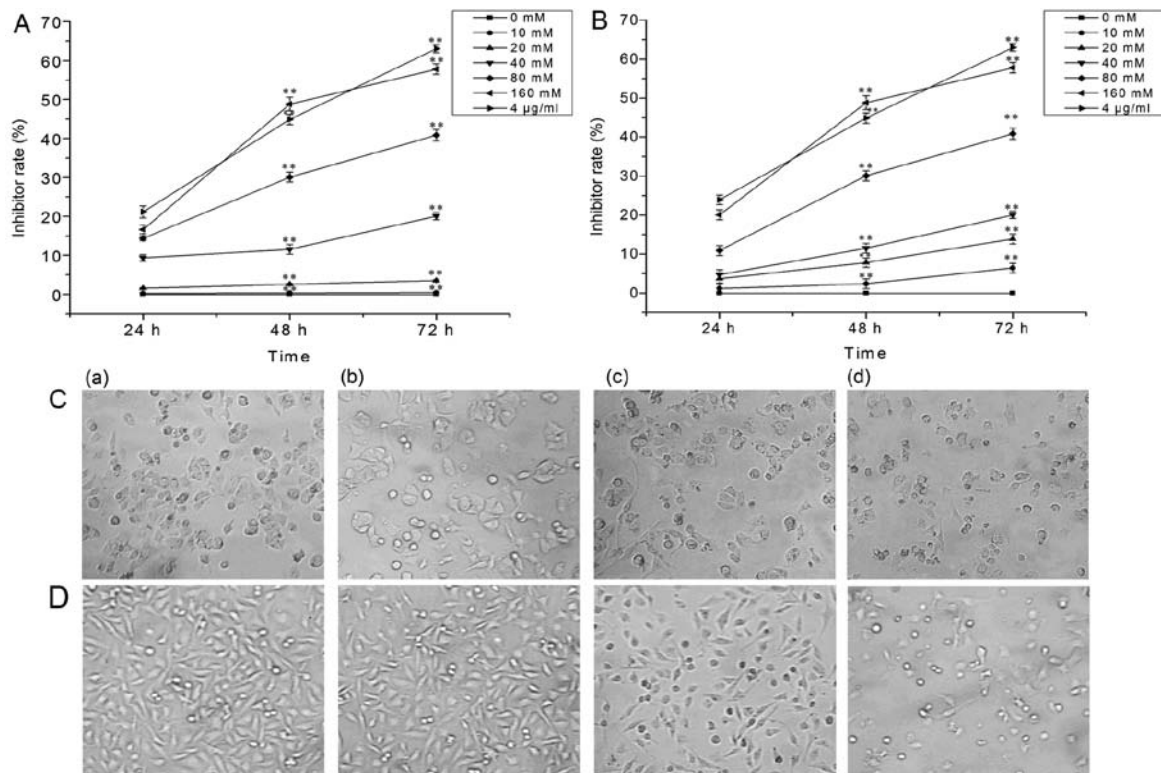 A
Inhibitor rate (%)
70
60
50
40
30
20
10
0
24 h
48 h
72 h
Time
0 mM
10 mM
20 mM
40 mM
80 mM
160 mM
4 µg/ml
**
**
**
**
**
**
**
**
**
**
**
**
B
Inhibitor rate (%)
70
60
50
40
30
20
10
0
24 h
48 h
72 h
Time
0 mM
10 mM
20 mM
40 mM
80 mM
160 mM
4 µg/ml
**
**
**
**
**
**
**
**
**
**
**
**
(a)
(b)
(c)
(d)
C
D